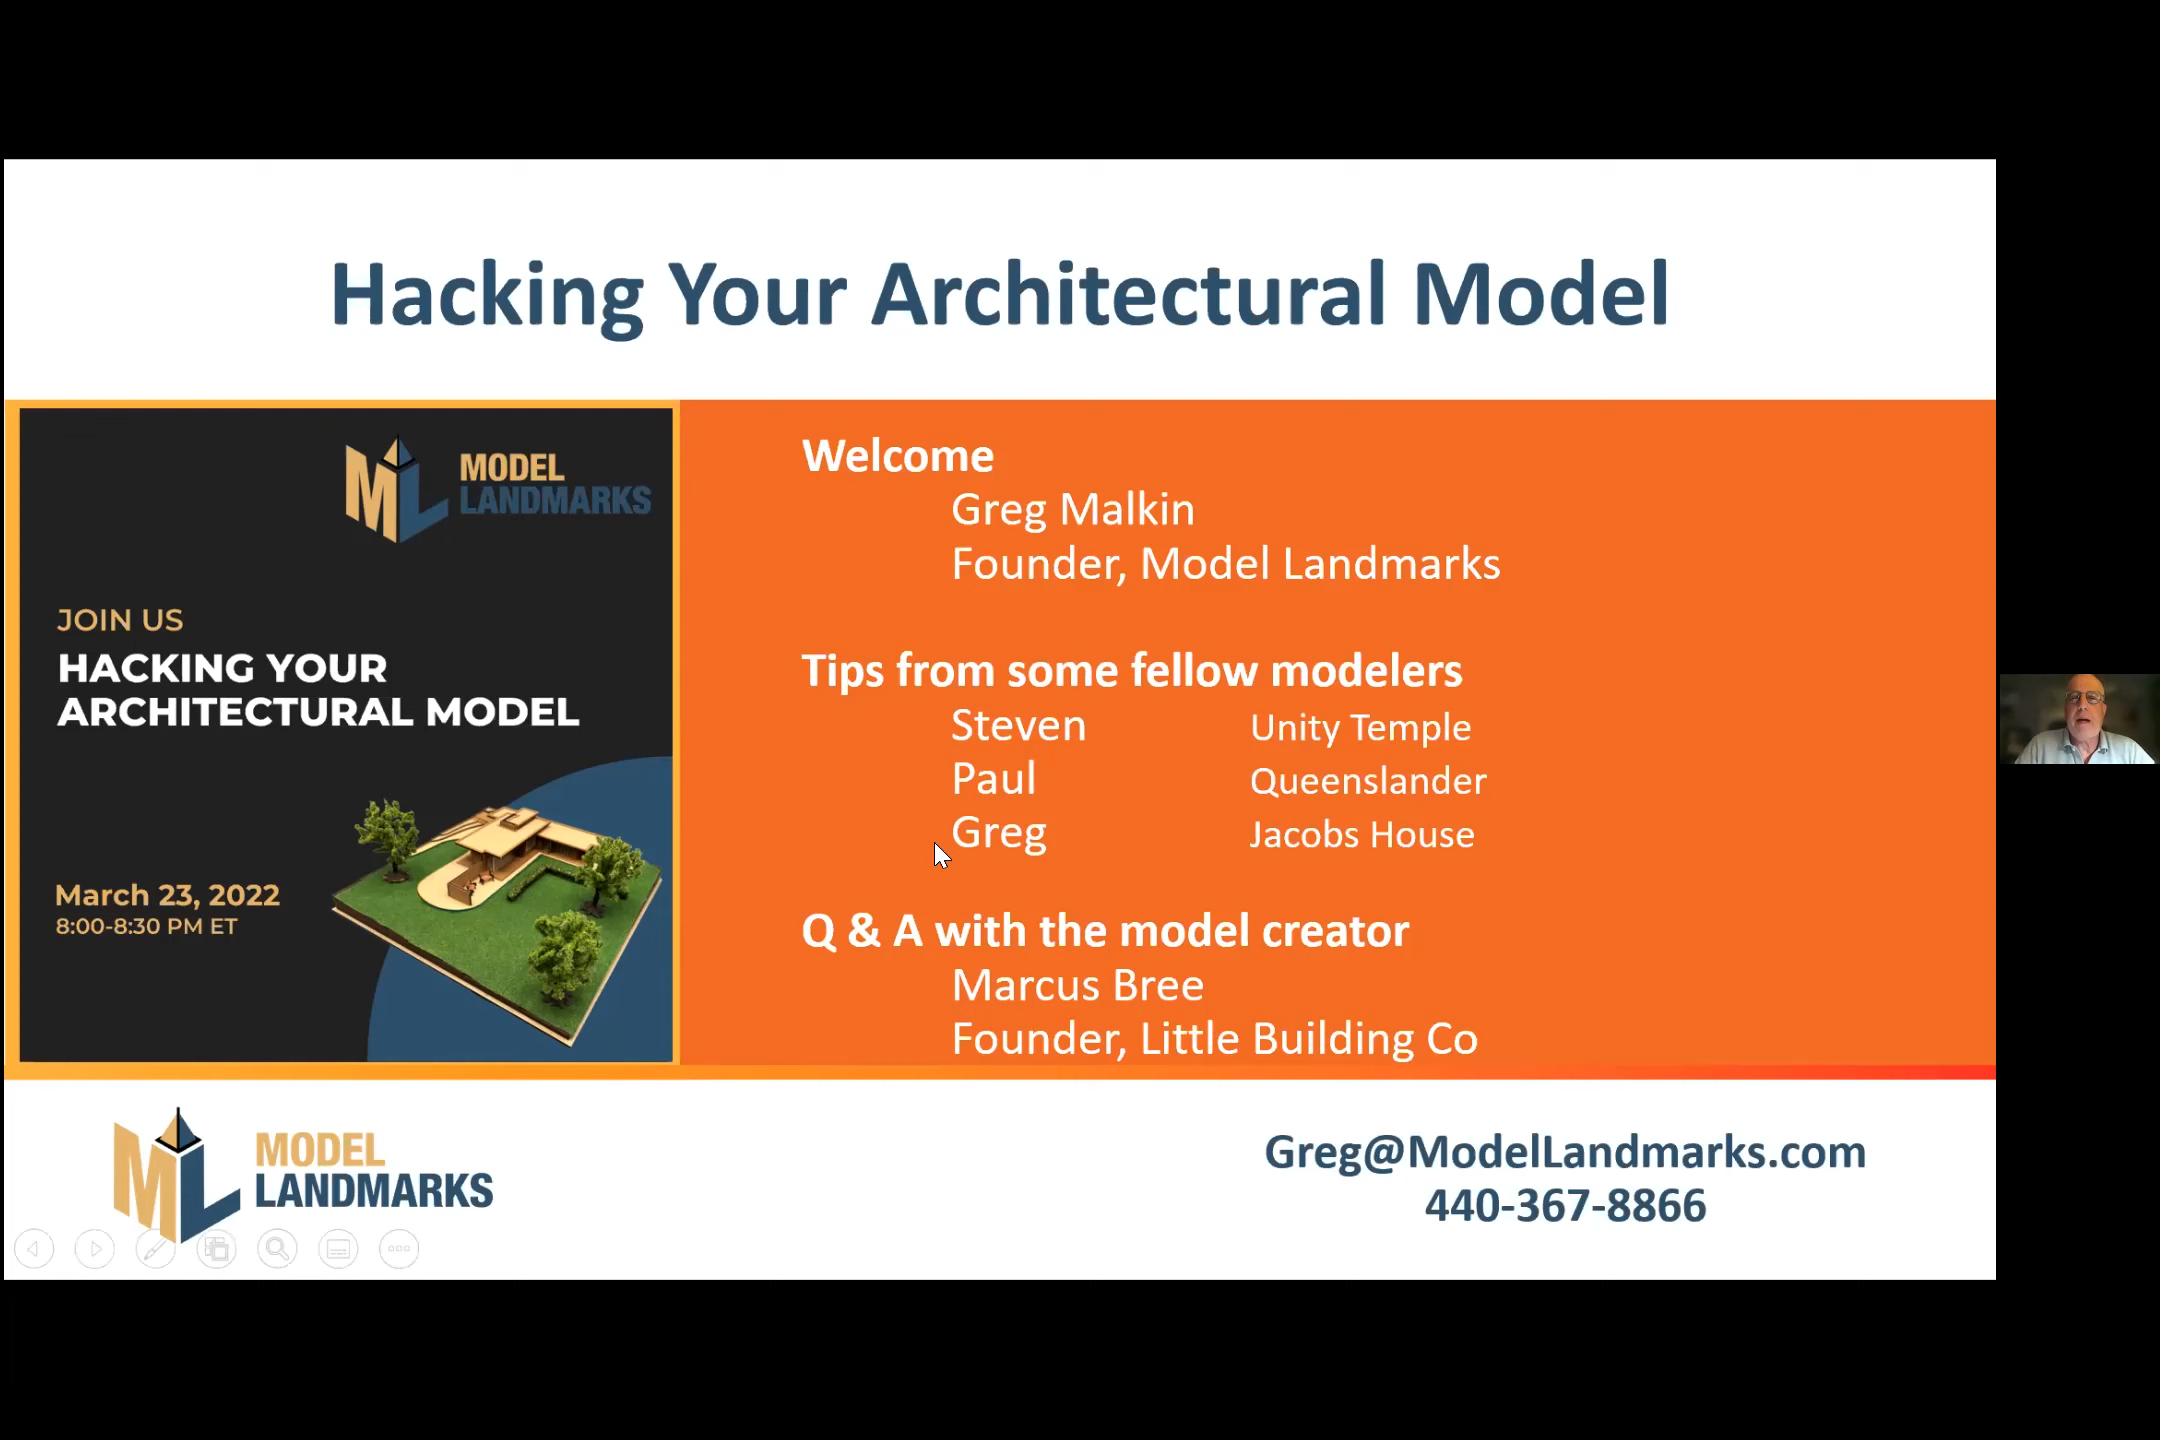 Hacking Your Architectural Model
ML MODEL
LANDMARKS
JOIN US
HACKING YOUR
ARCHITECTURAL MODEL
March 23, 2022
8:00-8:30 PM ET
Welcome
Greg Malkin
Founder, Model Landmarks
Tips from some fellow modelers
Steven Unity Temple
Paul Queenslander
Greg Jacobs House
Q & A with the model creator
Marcus Bree
Founder, Little Building Co
ML MODEL
LANDMARKS
Greg@ModelLandmarks.com
440-367-8866